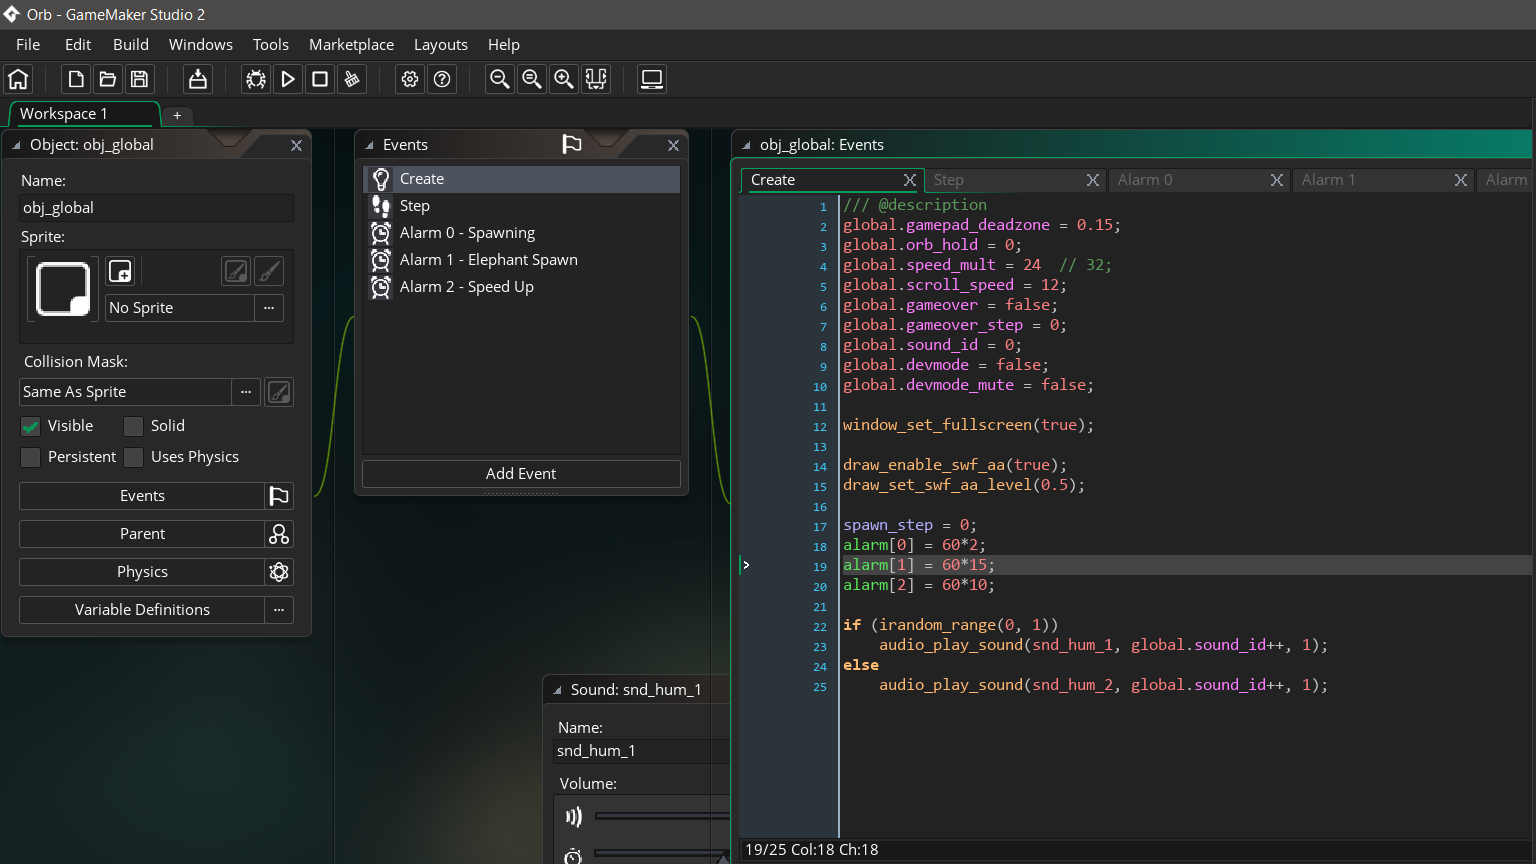 Orb - GameMaker Studio 2
File Edit Build Windows Tools Marketplace Layouts Help
Workspace 1 +
Object: obj_global
Name:
obj_global
Sprite:
No Sprite ...
Collision Mask:
Same As Sprite ...
Visible Solid
Persistent Uses Physics
Events
Parent
Physics
Variable Definitions ...
Events
Create
Step
Alarm 0 - Spawning
Alarm 1 - Elephant Spawn
Alarm 2 - Speed Up
Add Event
Sound: snd_hum_1
Name:
snd_hum_1
Volume:
obj_global: Events
Create Step Alarm 0 Alarm 1 Alarm
1 /// @description
2 global.gamepad_deadzone = 0.15;
3 global.orb_hold = 0;
4 global.speed_mult = 24  // 32;
5 global.scroll_speed = 12;
6 global.gameover = false;
7 global.gameover_step = 0;
8 global.sound_id = 0;
9 global.devmode = false;
10 global.devmode_mute = false;
11
12 window_set_fullscreen(true);
13
14 draw_enable_swf_aa(true);
15 draw_set_swf_aa_level(0.5);
16
17 spawn_step = 0;
18 alarm[0] = 60*2;
19 alarm[1] = 60*15;
20 alarm[2] = 60*10;
21
22 if (irandom_range(0, 1))
23     audio_play_sound(snd_hum_1, global.sound_id++, 1);
24 else
25     audio_play_sound(snd_hum_2, global.sound_id++, 1);
19/25 Col:18 Ch:18